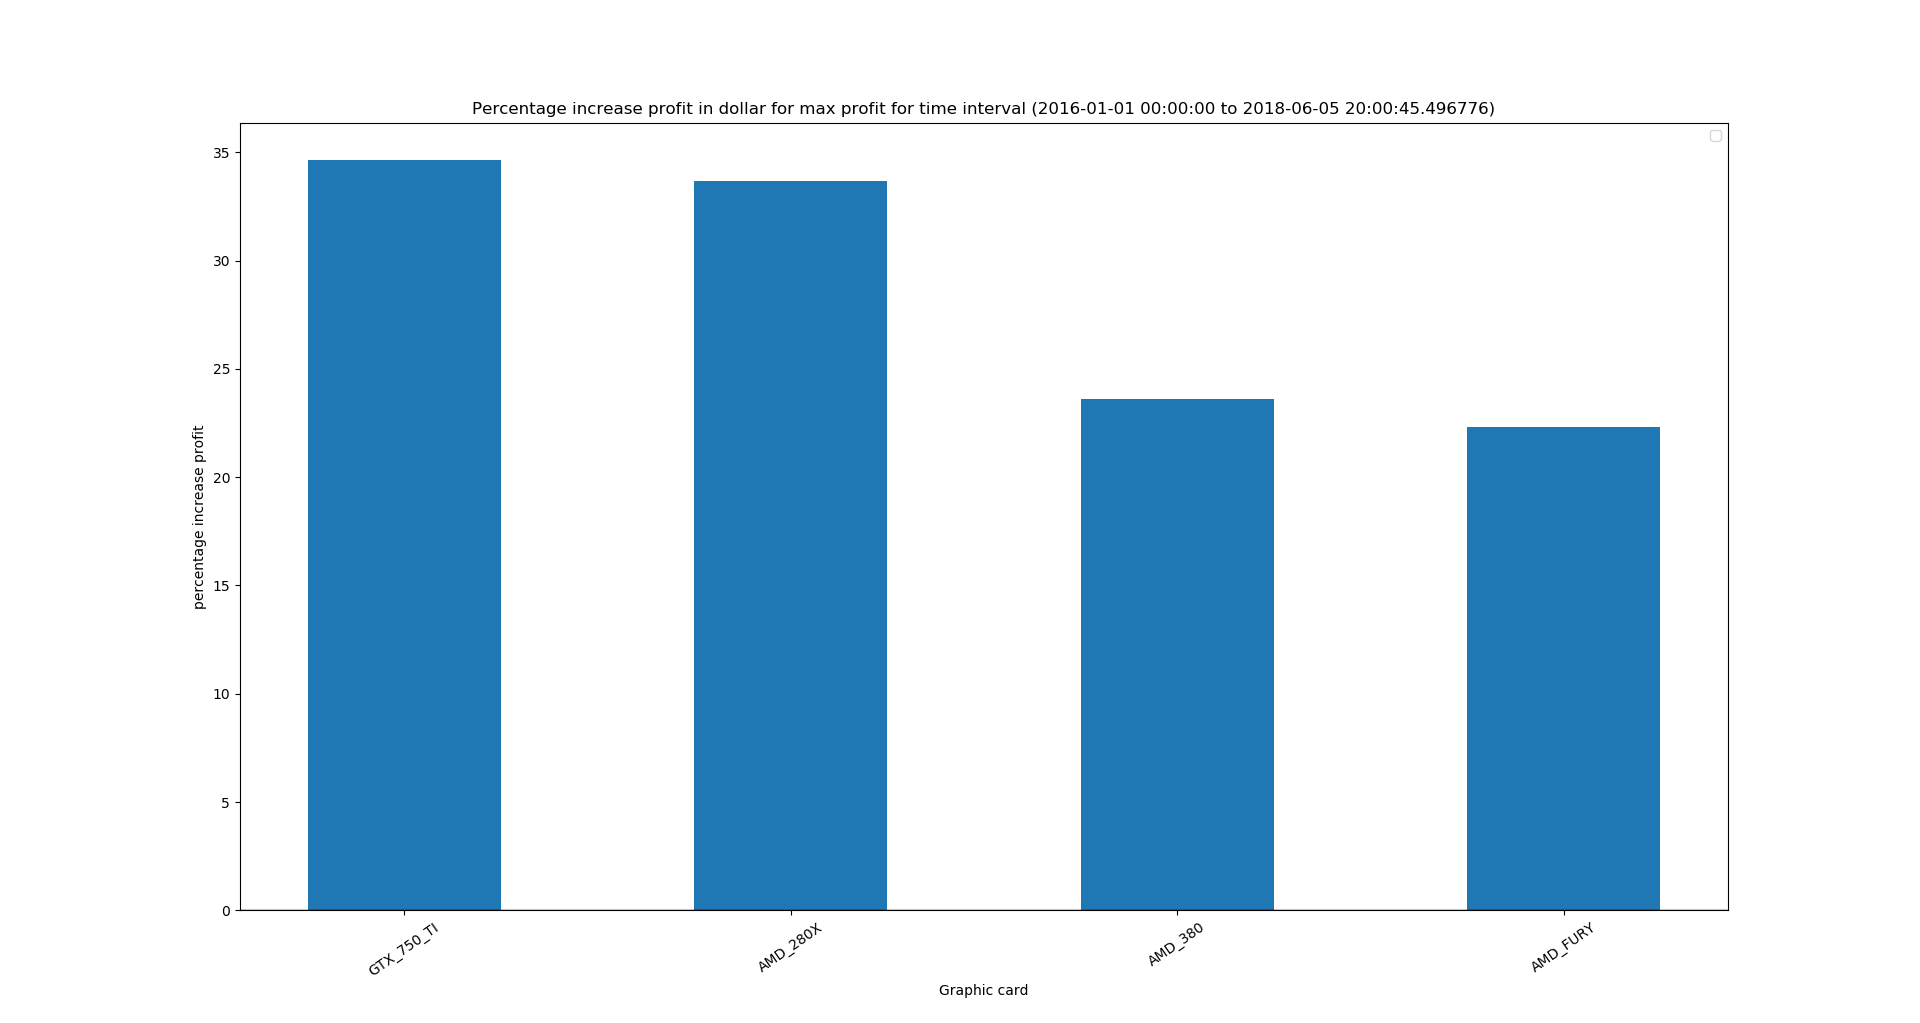 Percentage increase profit in dollar for max profit for time interval (2016-01-01 00:00:00 to 2018-06-05 20:00:45.496776)
35
30
25
20
15
10
5
0
percentage increase profit
GTX_750_TI
AMD_280X
AMD_380
AMD_FURY
Graphic card